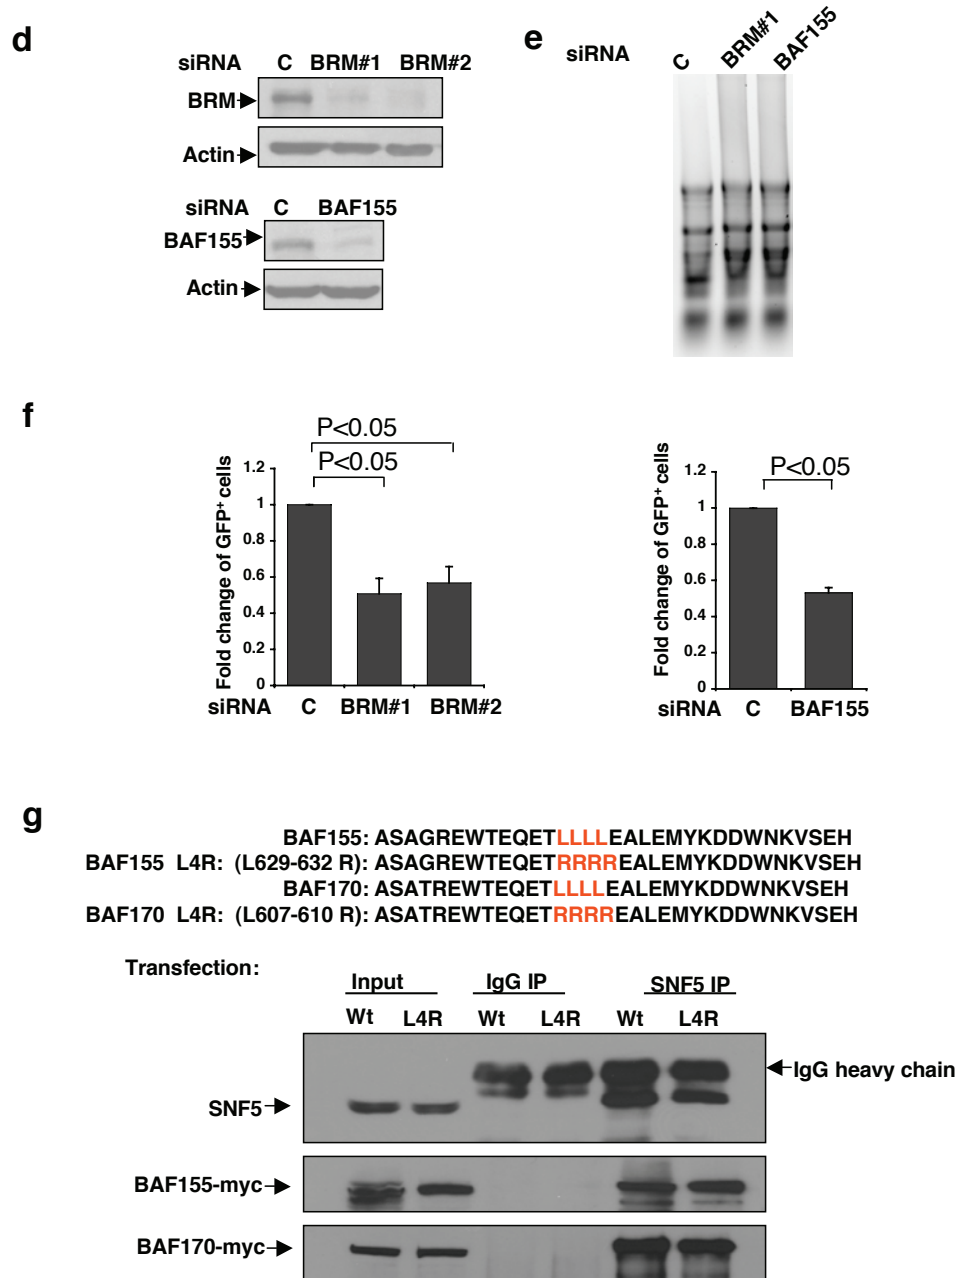 d
siRNA C BRM#1 BRM#2
BRM
Actin
siRNA C BAF155
BAF155
Actin
e
siRNA C BRM#1 BAF155
f
P<0.05
P<0.05
Fold change of GFP+ cells
1.2
1
0.8
0.6
0.4
0.2
0
siRNA C BRM#1 BRM#2
P<0.05
Fold change of GFP+ cells
1.2
1
0.8
0.6
0.4
0.2
0
siRNA C BAF155
g
BAF155: ASAGREWTEQETLLLLEALEMYKDDWNKVSEH
BAF155 L4R: (L629-632 R): ASAGREWTEQETRRRREALEMYKDDWNKVSEH
BAF170: ASATREWTEQETLLLLEALEMYKDDWNKVSEH
BAF170 L4R: (L607-610 R): ASATREWTEQETRRRREALEMYKDDWNKVSEH
Transfection:
Input IgG IP SNF5 IP
Wt L4R Wt L4R Wt L4R
IgG heavy chain
SNF5
BAF155-myc
BAF170-myc